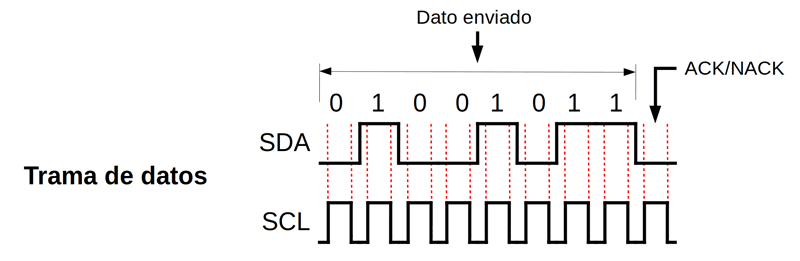 Dato enviado
ACK/NACK
0 1 0 0 1 0 1 1
SDA
Trama de datos
SCL